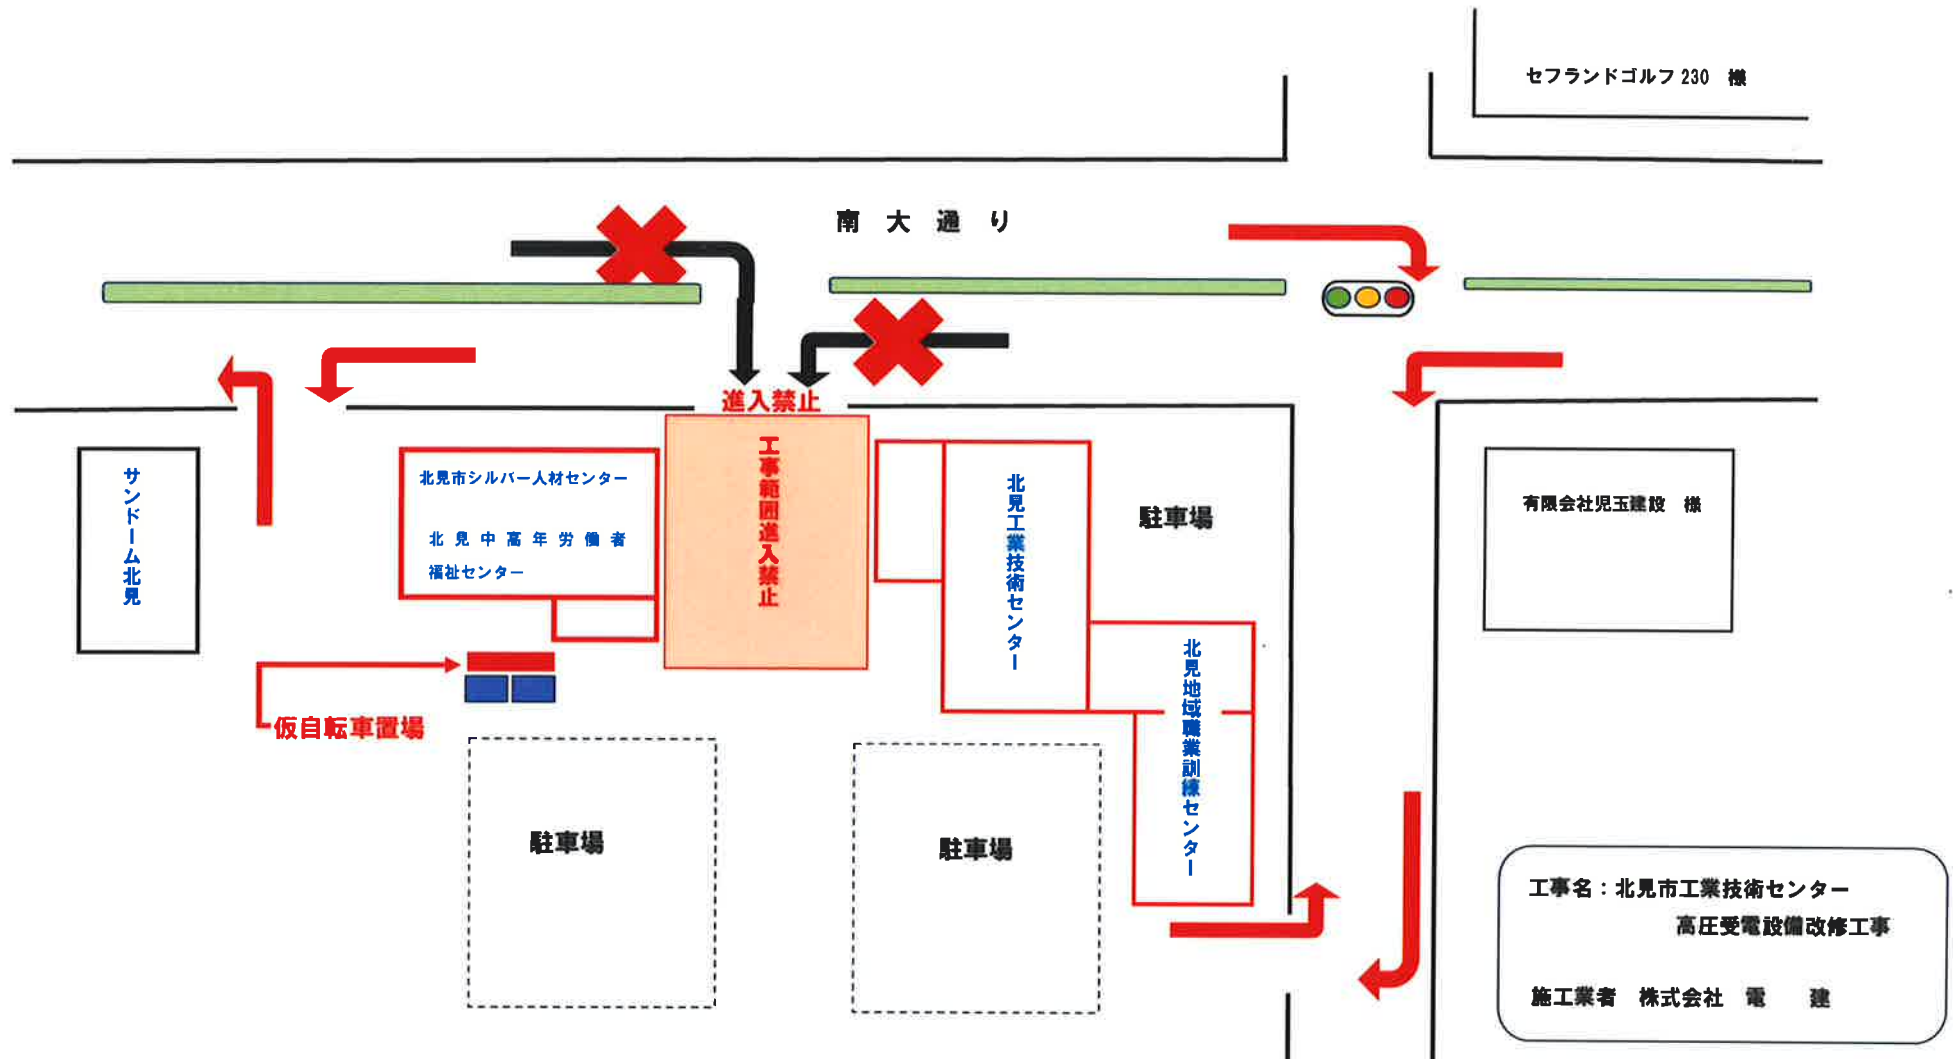 セフランドゴルフ 230　様
南　大　通　り
進入禁止
工事範囲進入禁止
サンドーム北見
北見市シルバー人材センター
北見中高年労働者
福祉センター
北見工業技術センター
駐車場
有限会社児玉建設　様
北見地域職業訓練センター
仮自転車置場
駐車場
駐車場
工事名：北見市工業技術センター
高圧受電設備改修工事
施工業者　株式会社　電　建